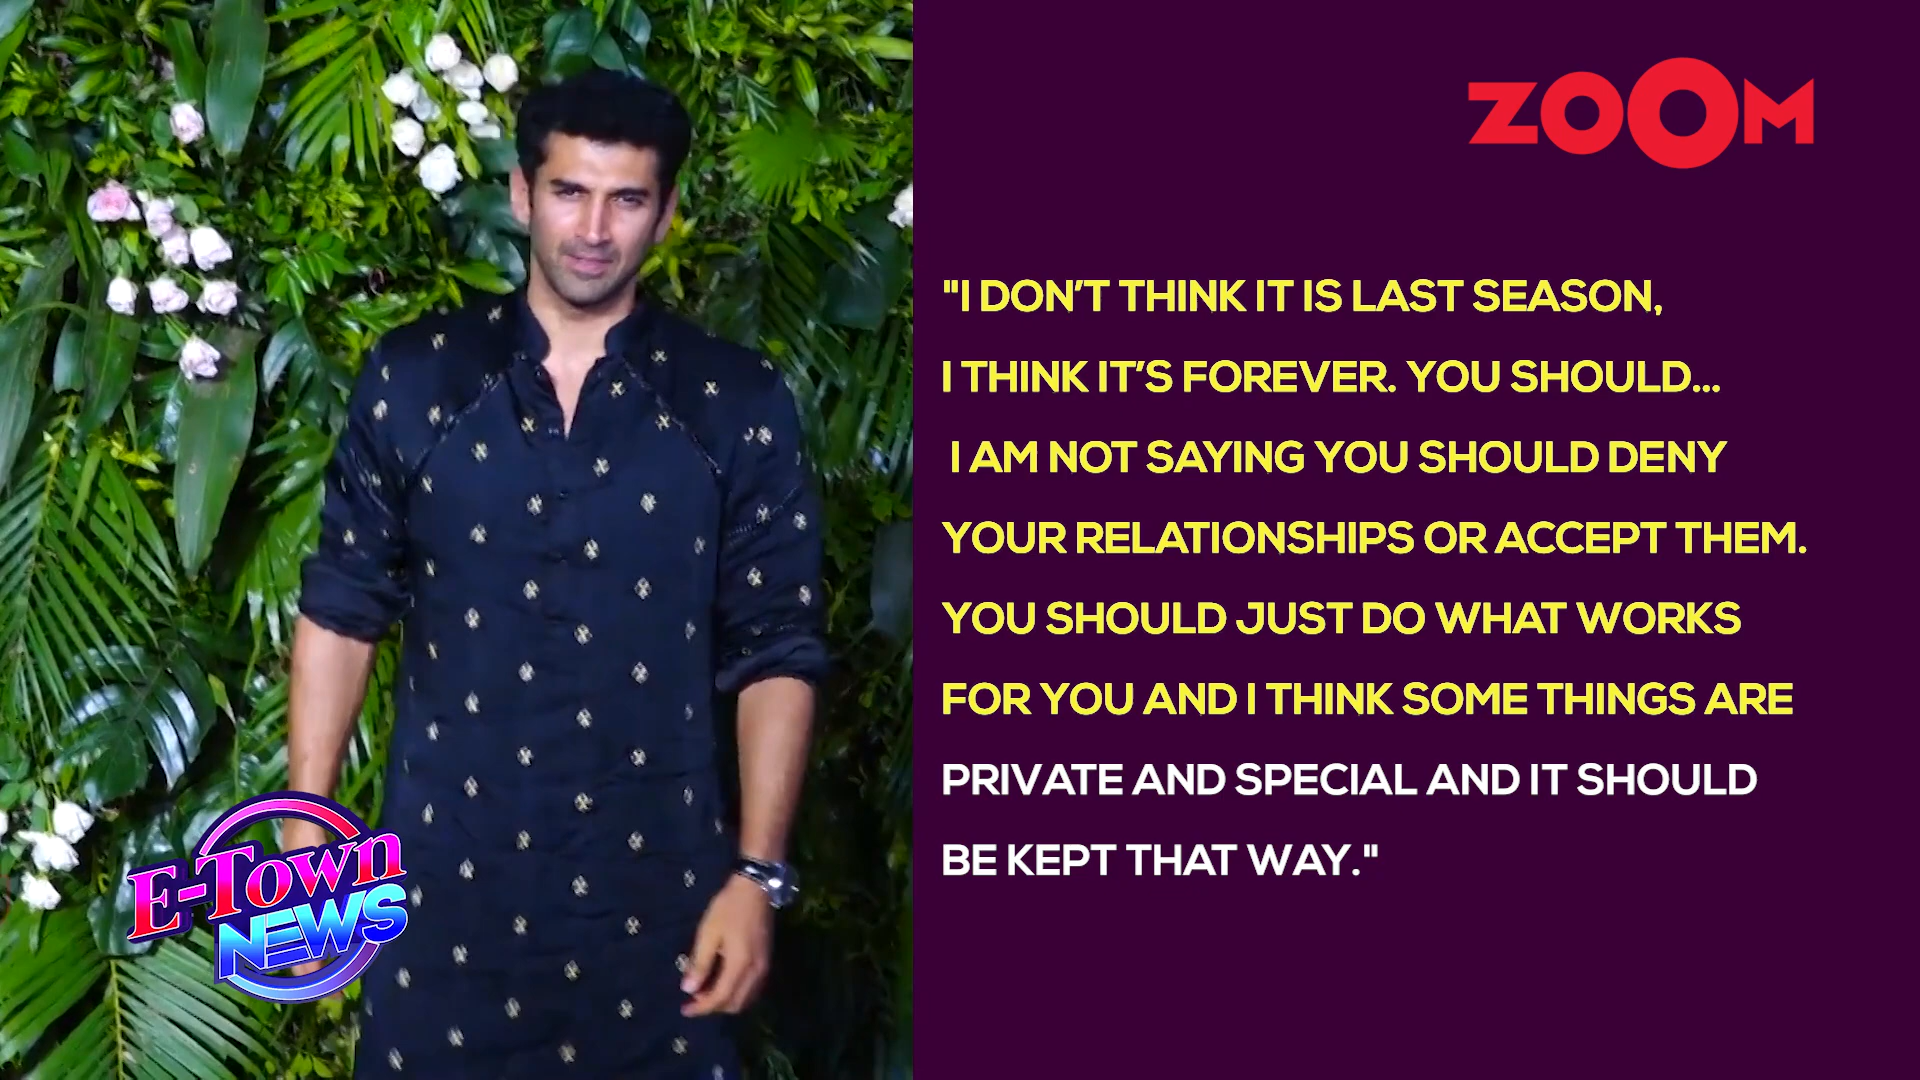 ZOOM
"I DON'T THINK IT IS LAST SEASON,
I THINK IT'S FOREVER. YOU SHOULD...
I AM NOT SAYING YOU SHOULD DENY
YOUR RELATIONSHIPS OR ACCEPT THEM.
YOU SHOULD JUST DO WHAT WORKS
FOR YOU AND I THINK SOME THINGS ARE
PRIVATE AND SPECIAL AND IT SHOULD
BE KEPT THAT WAY."
E-TOWN
NEWS